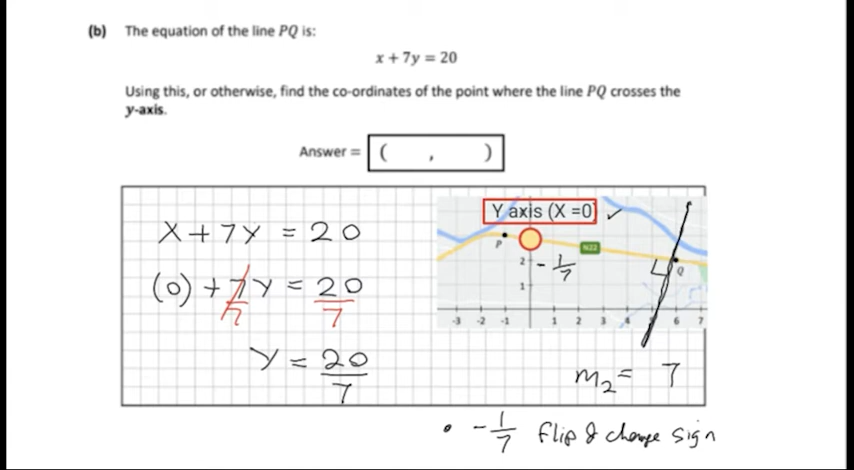 (b) The equation of the line PQ is:
x + 7y = 20
Using this, or otherwise, find the co-ordinates of the point where the line PQ crosses the
y-axis.
Answer = ( , )
Y axis (X =0) ✓
x + 7y = 20
(0) + 7y = 20
7 7
y = 20
7
P
N22
2
- 1
7
Q
1
-3 -2 -1 1 2 3 4 6 7
m2 = 7
• - 1 flip & change sign
7